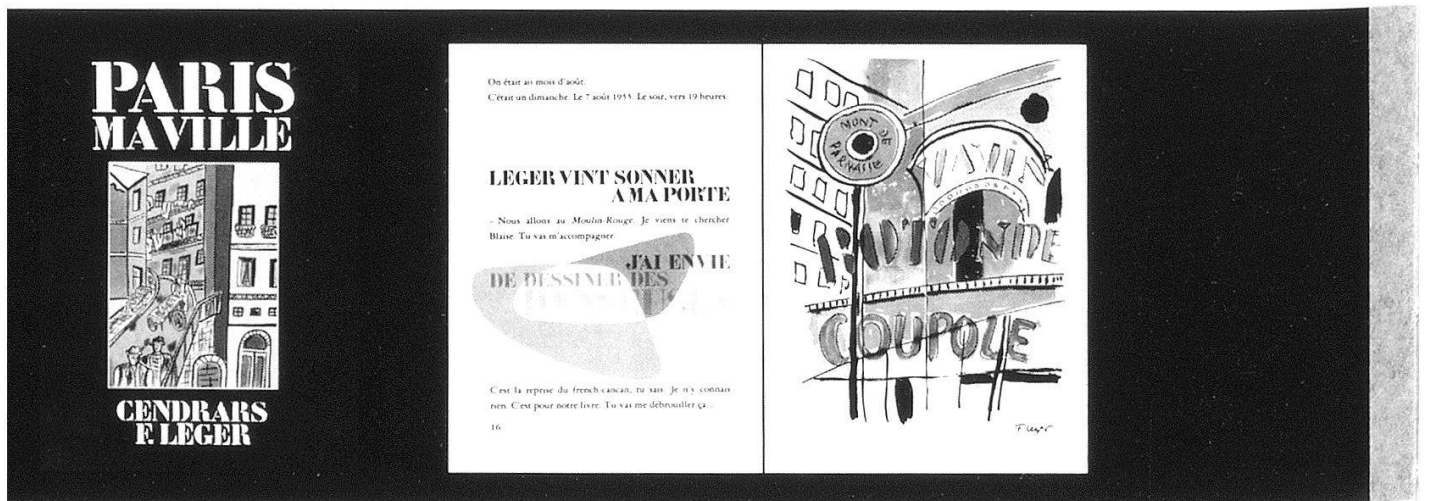 PARIS
MA VILLE
CENDRARS
F. LEGER
On était au mois d'août.
C'était un dimanche. Le 7 août 1955. Le soir, vers 19 heures
LEGER VINT SONNER
A MA PORTE
– Nous allons au Moulin-Rouge. Je viens te chercher
Blaise. Tu vas m'accompagner.
J'AI ENVIE
DE DESSINER DES
C'est la reprise du french-cancan, tu sais. Je n'y connais
rien. C'est pour notre livre. Tu vas me débrouiller ça...
16
MONT DE
PARNASSE
COUPOLE
F Leger